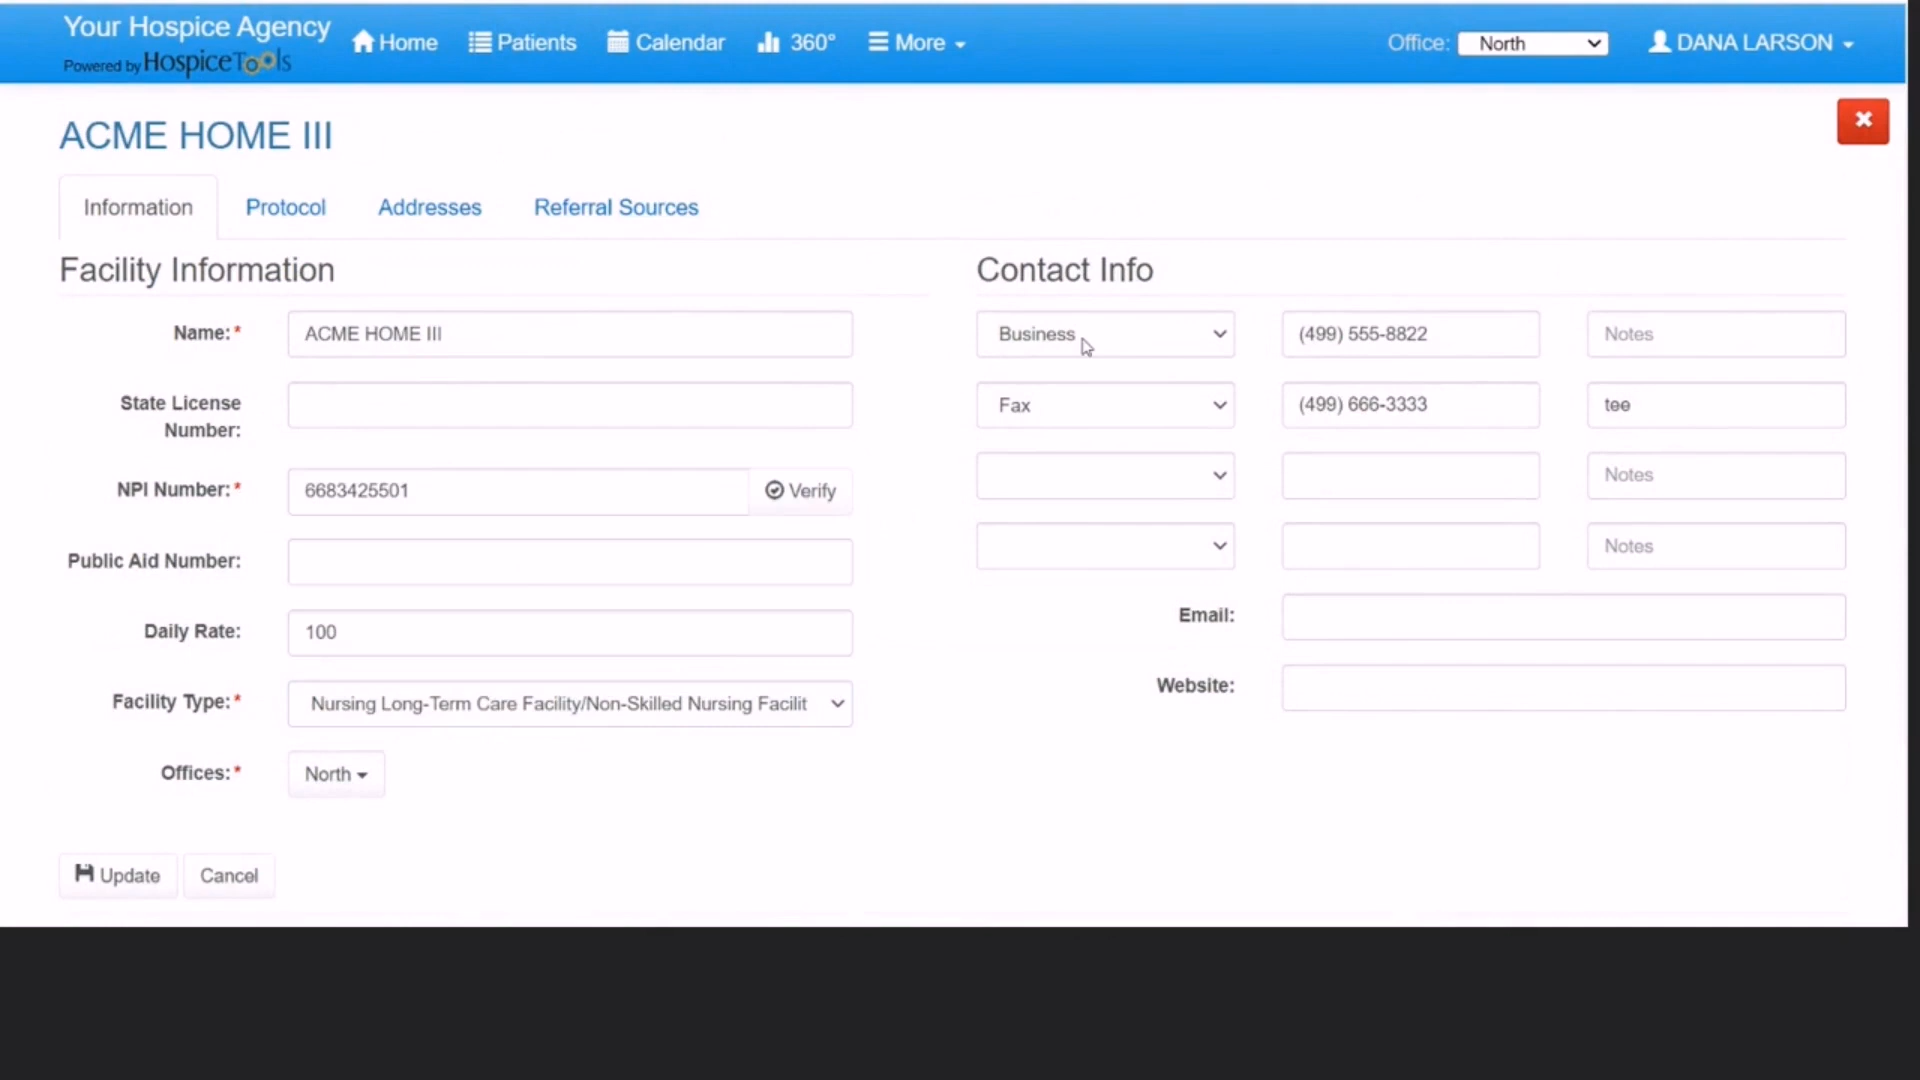 Your Hospice Agency
Powered by HospiceTools
Home
Patients
Calendar
360°
More
Office:
North
DANA LARSON
ACME HOME III
Information
Protocol
Addresses
Referral Sources
Facility Information
Name:*
ACME HOME III
State License
Number:
NPI Number:*
6683425501
Verify
Public Aid Number:
Daily Rate:
100
Facility Type:*
Nursing Long-Term Care Facility/Non-Skilled Nursing Facilit
Offices:*
North
Update
Cancel
Contact Info
Business
(499) 555-8822
Notes
Fax
(499) 666-3333
tee
Notes
Notes
Email:
Website: